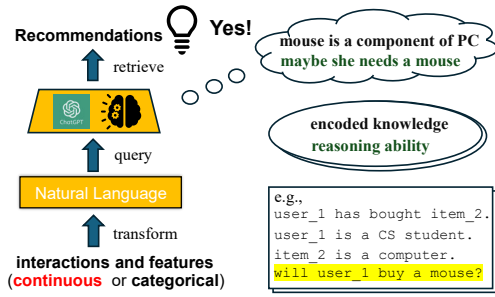 Recommendations
Yes!
mouse is a component of PC
maybe she needs a mouse
retrieve
ChatGPT
encoded knowledge
reasoning ability
query
Natural Language
transform
interactions and features
(continuous or categorical)
e.g.,
user_1 has bought item_2.
user_1 is a CS student.
item_2 is a computer.
will user_1 buy a mouse?